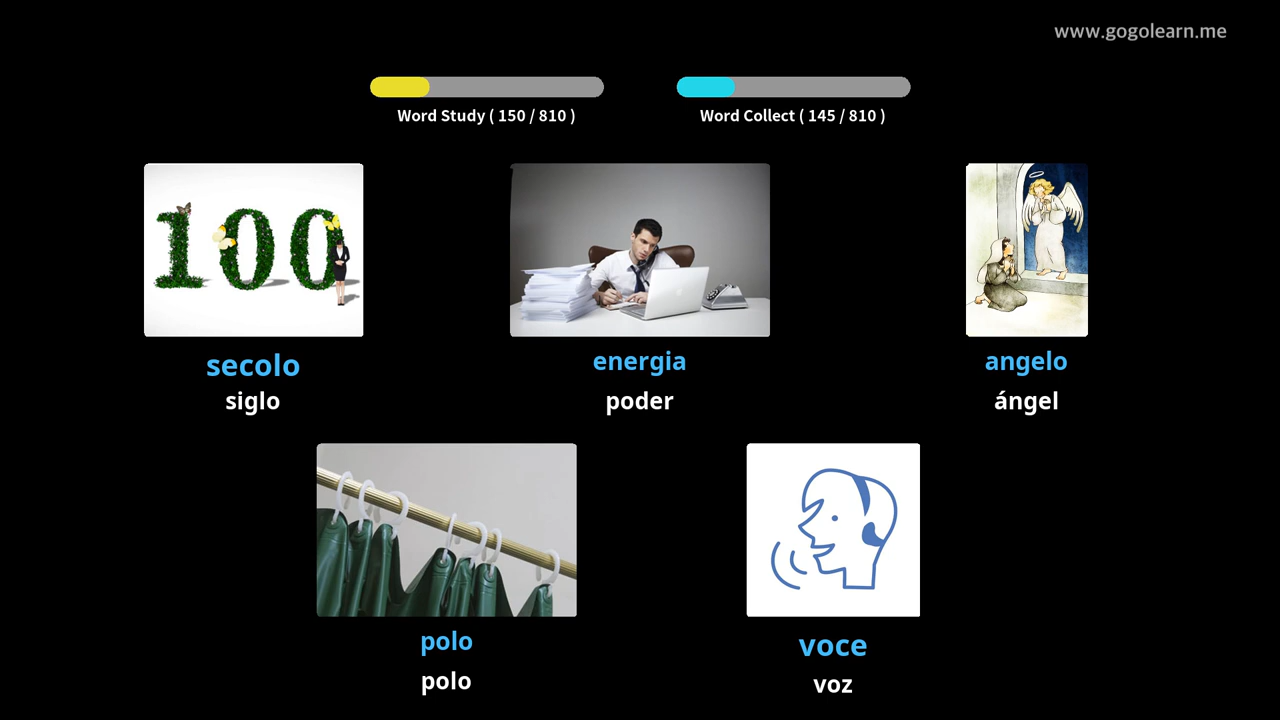 www.gogolearn.me
Word Study ( 150 / 810 )
Word Collect ( 145 / 810 )
100
secolo
siglo
energia
poder
angelo
ángel
polo
polo
voce
voz